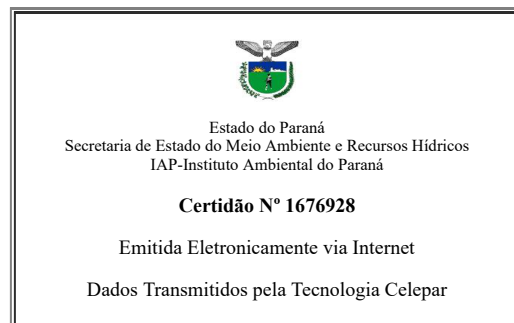 Estado do Paraná
Secretaria de Estado do Meio Ambiente e Recursos Hídricos
IAP-Instituto Ambiental do Paraná
Certidão Nº 1676928
Emitida Eletronicamente via Internet
Dados Transmitidos pela Tecnologia Celepar